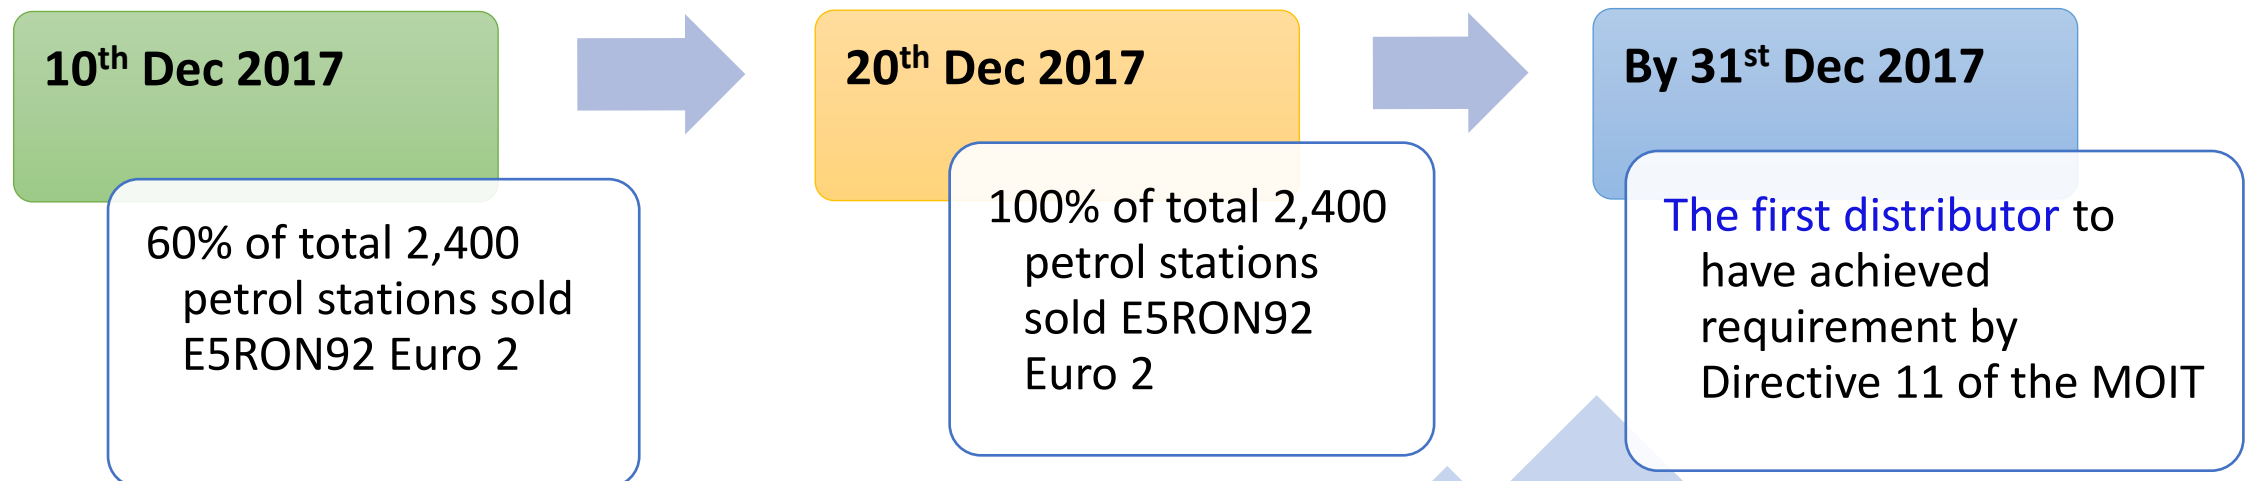 10th Dec 2017
60% of total 2,400
petrol stations sold
E5RON92 Euro 2
20th Dec 2017
100% of total 2,400
petrol stations
sold E5RON92
Euro 2
By 31st Dec 2017
The first distributor to
have achieved
requirement by
Directive 11 of the MOIT